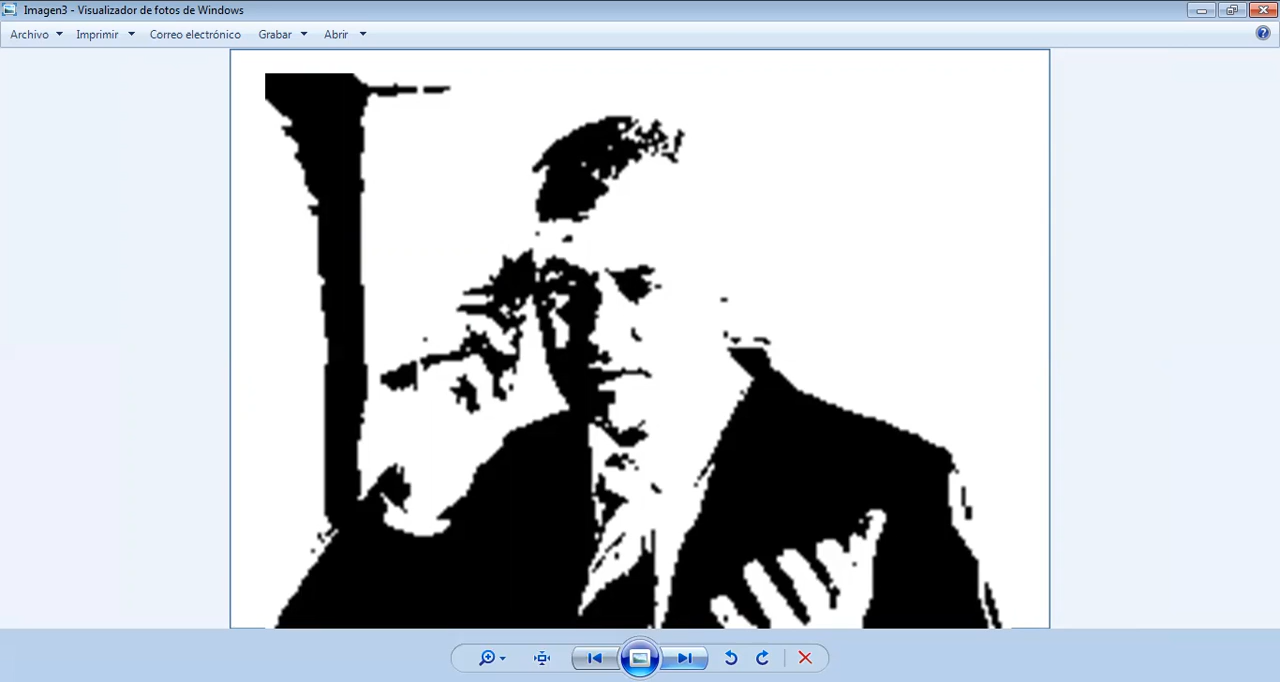 Imagen3 - Visualizador de fotos de Windows
Archivo Imprimir Correo electrónico Grabar Abrir